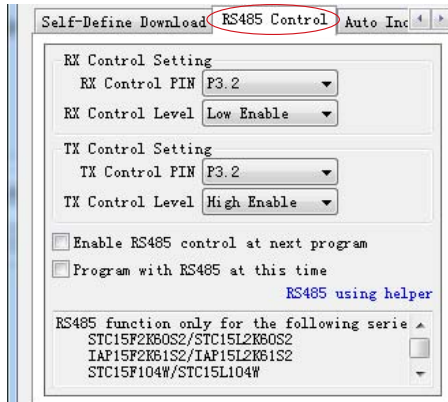 Self-Define Download RS485 Control Auto Inc
RX Control Setting
RX Control PIN P3.2
RX Control Level Low Enable
TX Control Setting
TX Control PIN P3.2
TX Control Level High Enable
Enable RS485 control at next program
Program with RS485 at this time
RS485 using helper
RS485 function only for the following serie
STC15F2K60S2/STC15L2K60S2
IAP15F2K61S2/IAP15L2K61S2
STC15F104W/STC15L104W